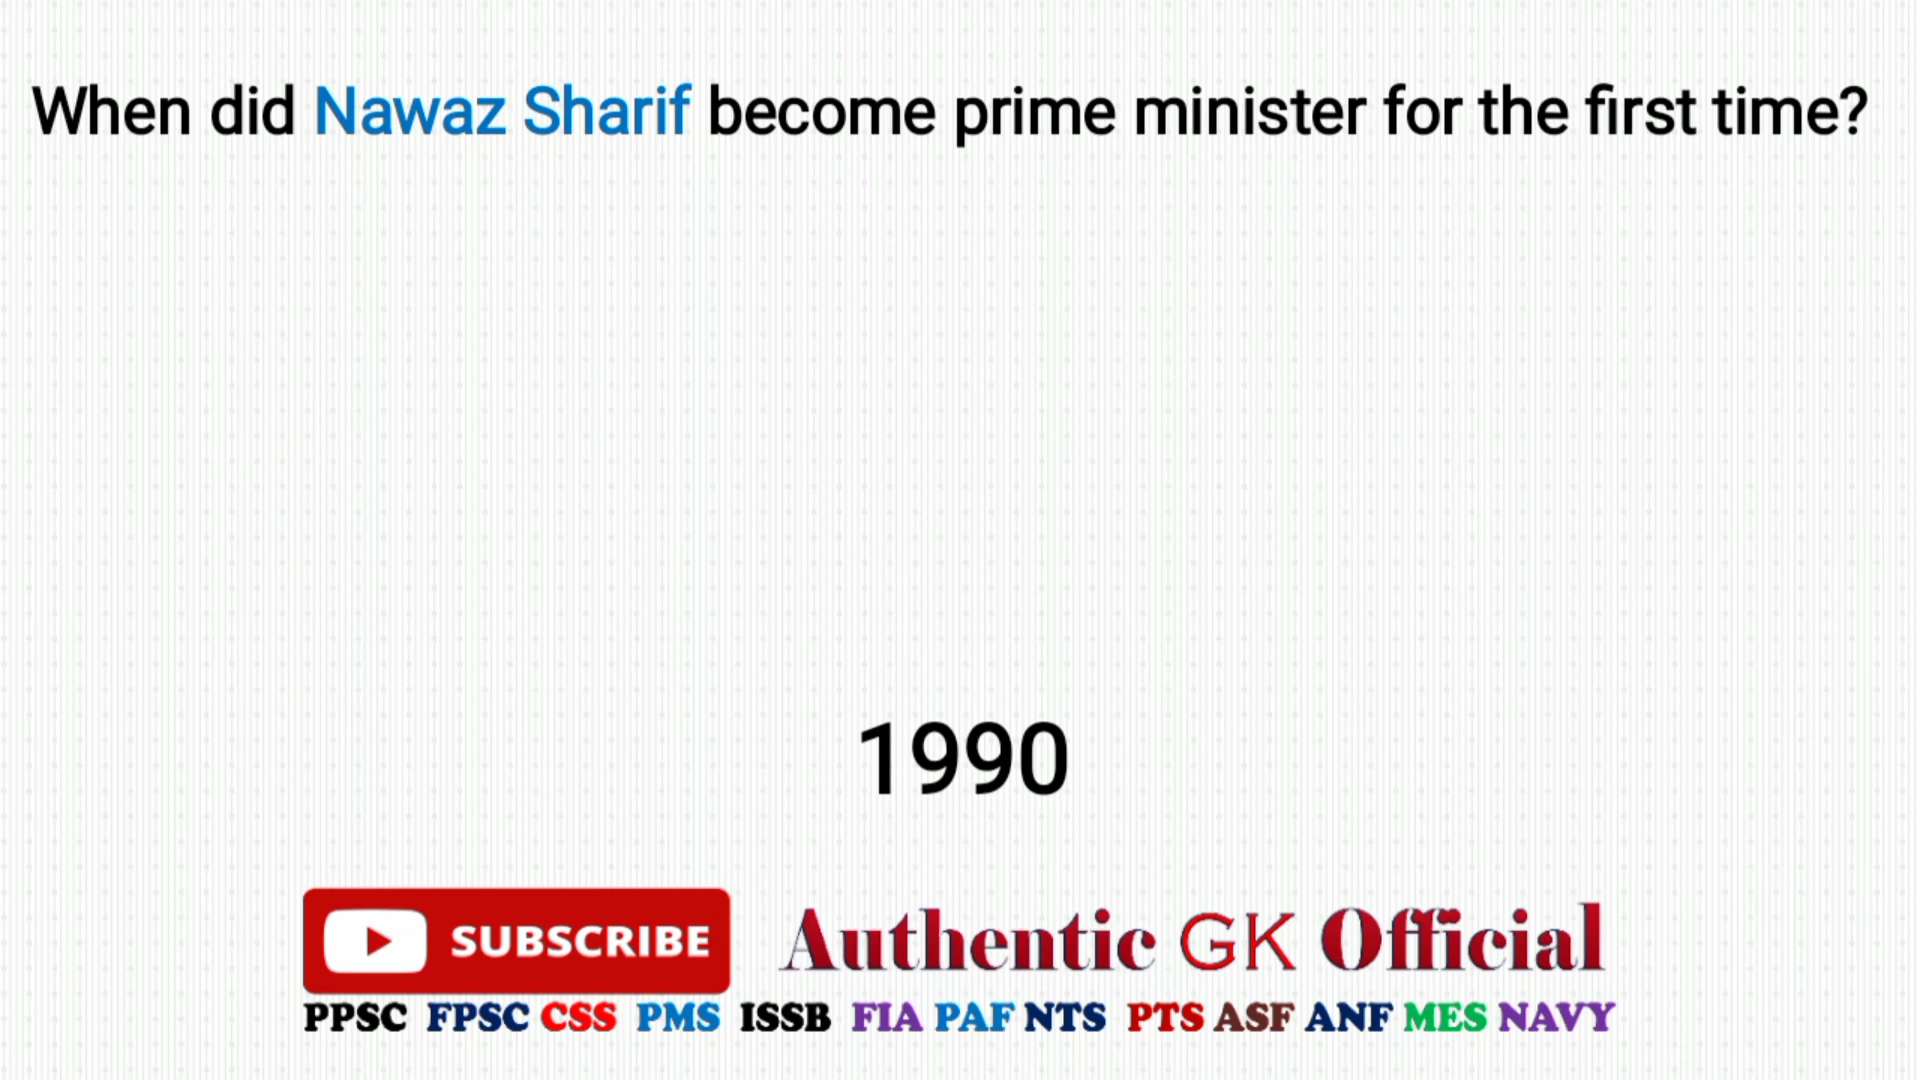 When did Nawaz Sharif become prime minister for the first time?
1990
SUBSCRIBE Authentic GK Official
PPSC FPSC CSS PMS ISSB FIA PAF NTS PTS ASF ANF MES NAVY